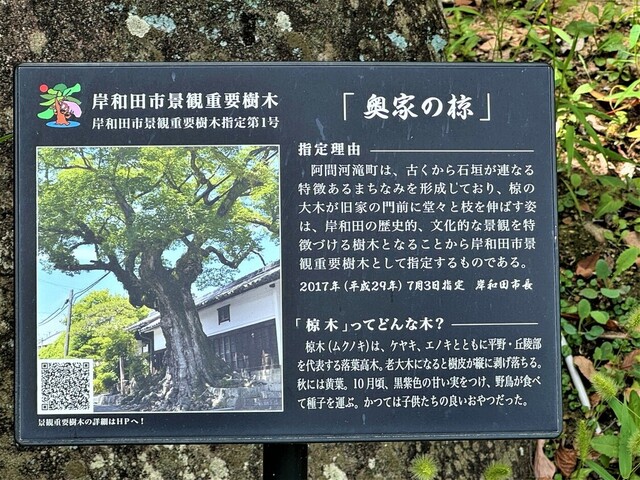 岸和田市景観重要樹木
岸和田市景観重要樹木指定第1号
「奥家の椋」
指定理由
阿間河滝町は、古くから石垣が連なる
特徴あるまちなみを形成しており、椋の
大木が旧家の門前に堂々と枝を伸ばす姿
は、岸和田の歴史的、文化的な景観を特
徴づける樹木となることから岸和田市景
観重要樹木として指定するものである。
2017年(平成29年)7月3日指定 岸和田市長
「椋木」ってどんな木?
椋木(ムクノキ)は、ケヤキ、エノキとともに平野・丘陵部
を代表する落葉高木。老大木になると樹皮が縦に剥げ落ちる。
秋には黄葉。10月頃、黒紫色の甘い実をつけ、野鳥が食べ
て種子を運ぶ。かつては子供たちの良いおやつだった。
景観重要樹木の詳細はHPへ!